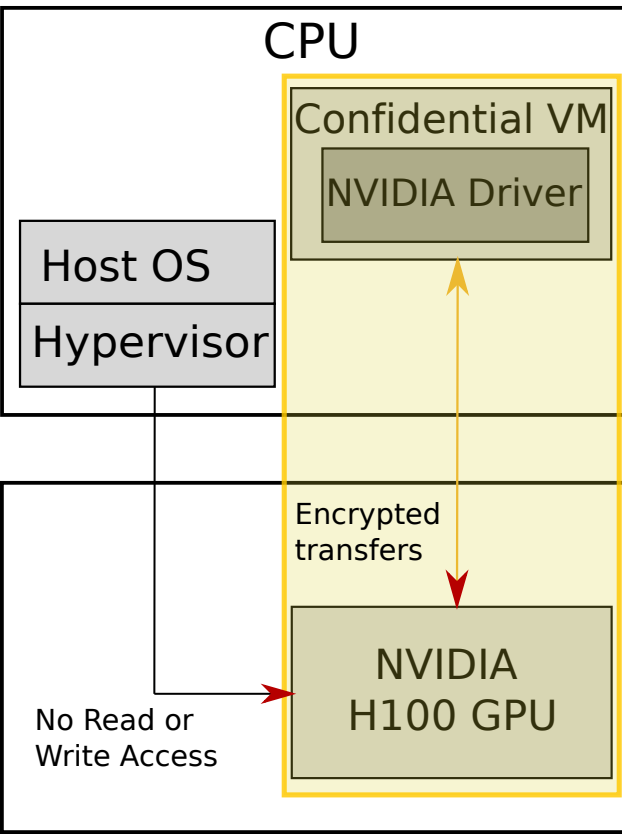 CPU
Confidential VM
NVIDIA Driver
Host OS
Hypervisor
Encrypted
transfers
NVIDIA
H100 GPU
No Read or
Write Access